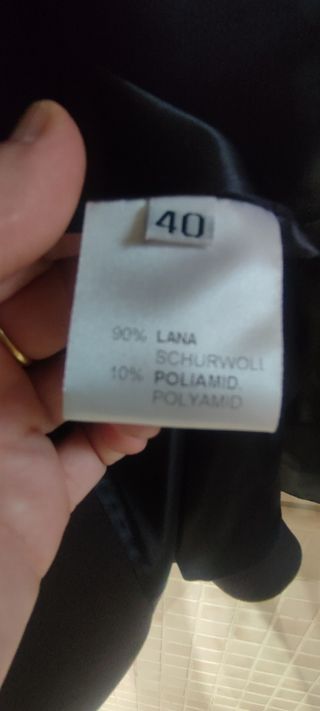 40
90% LANA
SCHURWOLL
10% POLIAMID.
POLYAMID